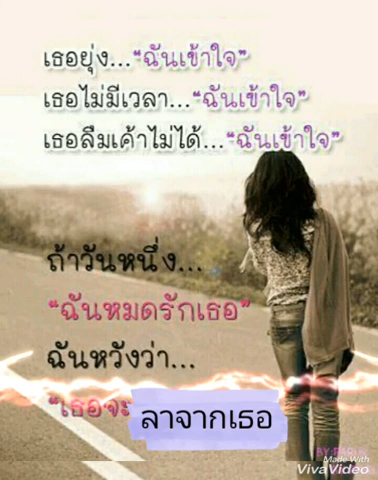 เธอยุ่ง...“ฉันเข้าใจ”
เธอไม่มีเวลา...“ฉันเข้าใจ”
เธอลืมเค้าไม่ได้...“ฉันเข้าใจ”
ถ้าวันหนึ่ง...
“ฉันหมดรักเธอ”
ฉันหวังว่า...
“เธอจะ ลาจากเธอ
Made With
VivaVideo